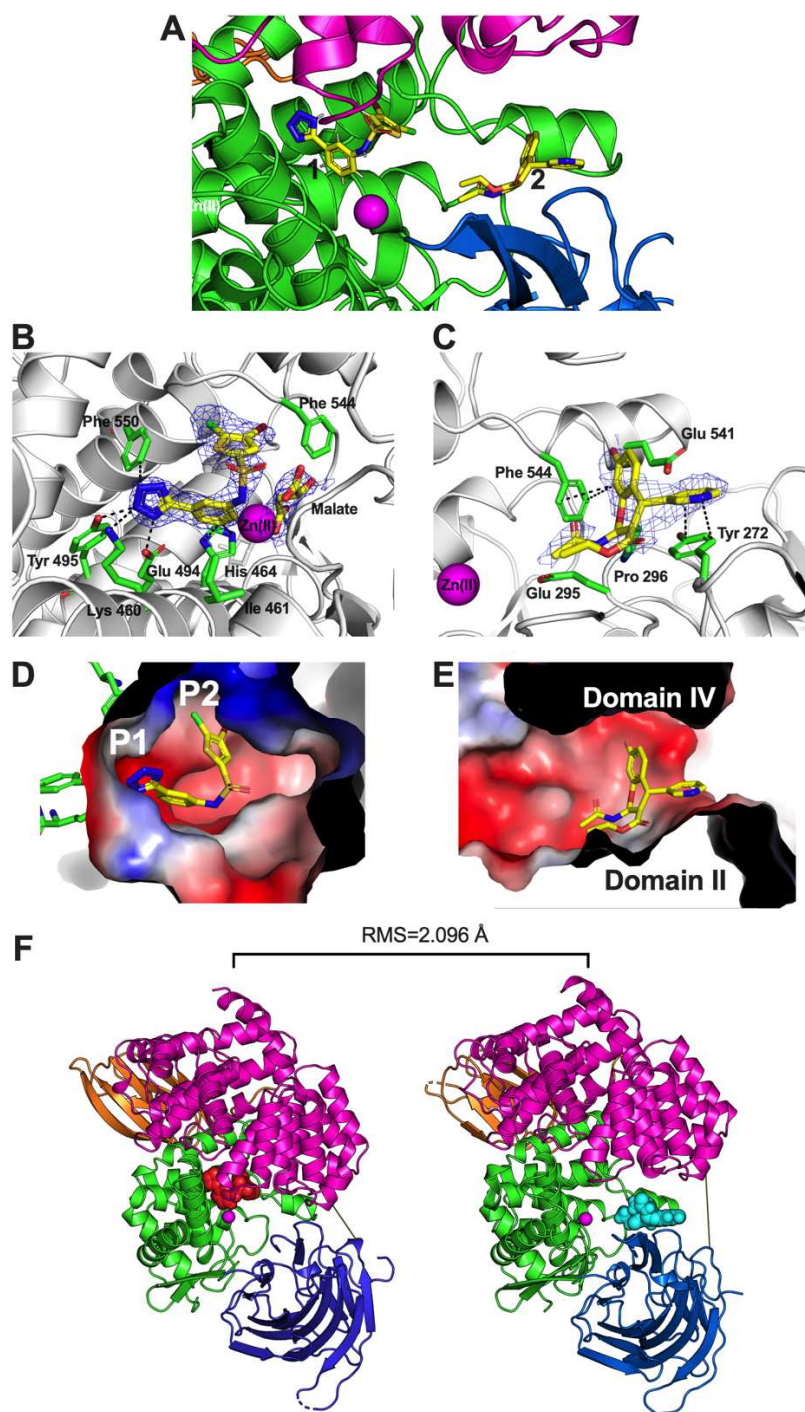 A
1
2
Zn(II)
B
C
Phe 550
Phe 544
Glu 541
Phe 544
Zn(II)
Malate
Tyr 495
Glu 494
His 464
Tyr 272
Lys 460
Ile 461
Zn(II)
Glu 295
Pro 296
D
E
P2
P1
Domain IV
Domain II
RMS=2.096 Å
F